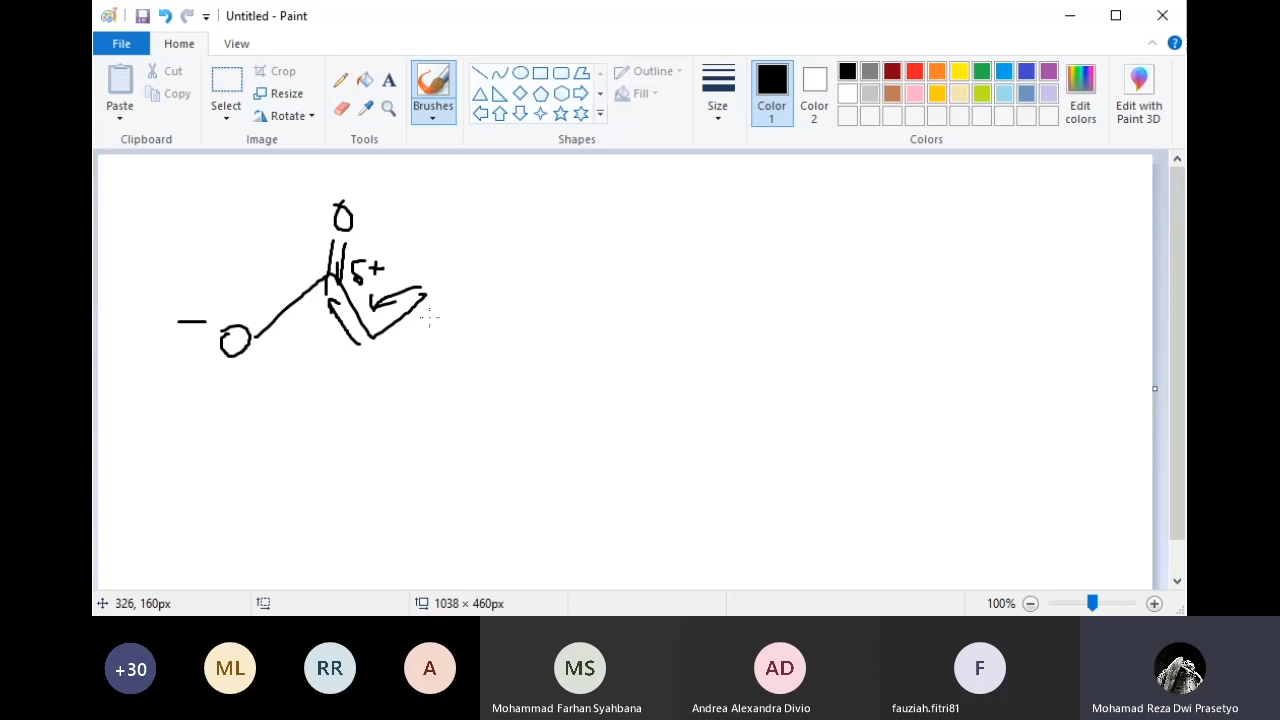 Untitled - Paint
File Home View
Cut
Copy
Paste
Clipboard
Select
Crop
Resize
Rotate
Image
Tools
Brushes
Shapes
Outline
Fill
Size
Color 1
Color 2
Edit colors
Edit with Paint 3D
Colors
O
δ+
— O
326, 160px
1038 × 460px
100%
+30
ML
RR
A
MS
Mohammad Farhan Syahbana
AD
Andrea Alexandra Divio
F
fauziah.fitri81
Mohamad Reza Dwi Prasetyo